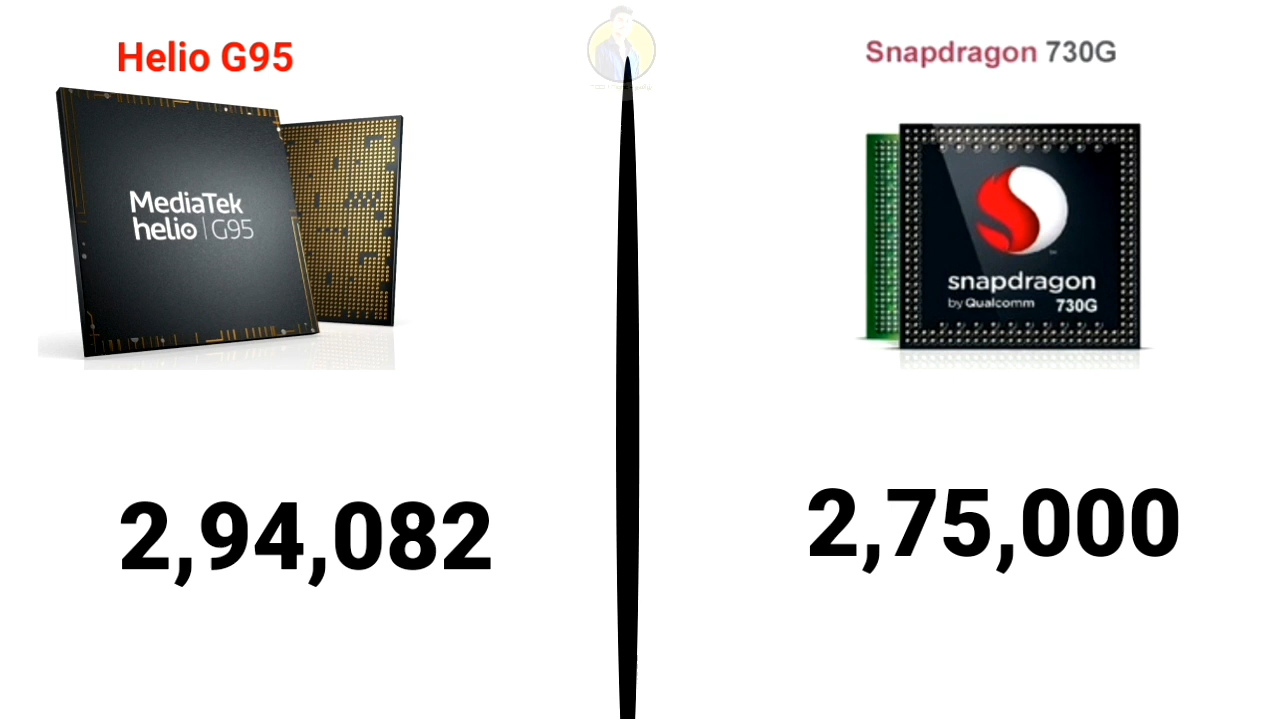 Helio G95
Snapdragon 730G
MediaTek
helio | G95
snapdragon
by Qualcomm 730G
2,94,082
2,75,000